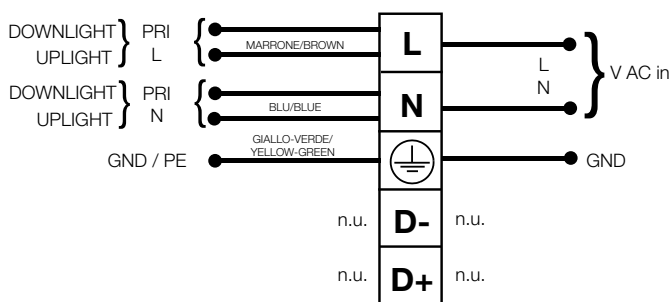 DOWNLIGHT PRI
UPLIGHT L
MARRONE/BROWN
L
L
N
V AC in
DOWNLIGHT PRI
UPLIGHT N
BLU/BLUE
N
GND / PE
GIALLO-VERDE/
YELLOW-GREEN
GND
n.u. D- n.u.
n.u. D+ n.u.